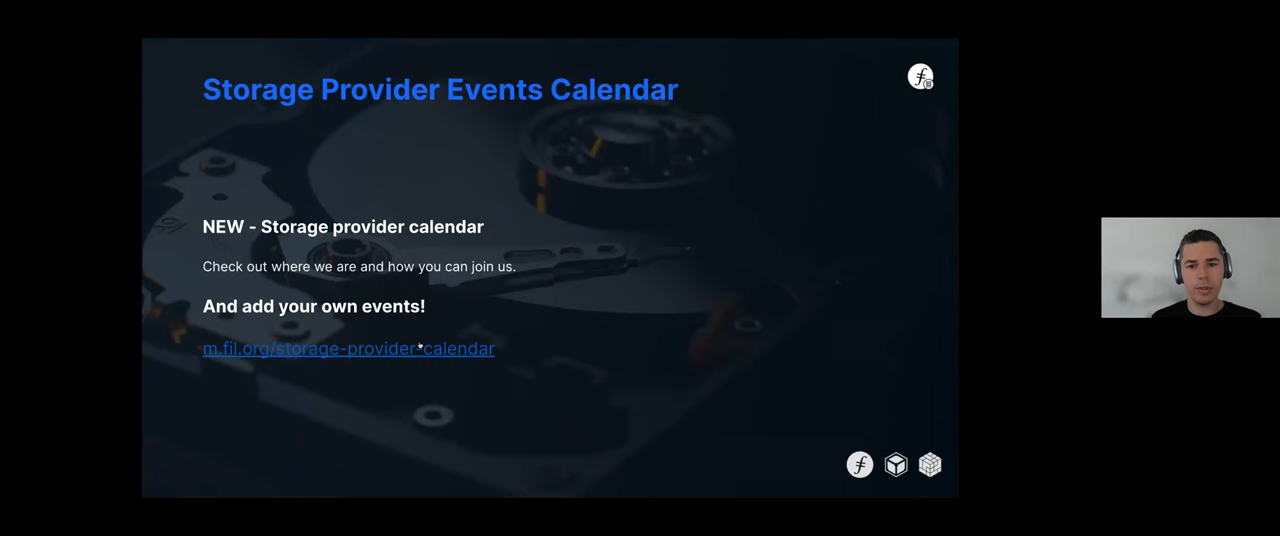 Storage Provider Events Calendar
NEW - Storage provider calendar
Check out where we are and how you can join us.
And add your own events!
m.fil.org/storage-provider-calendar